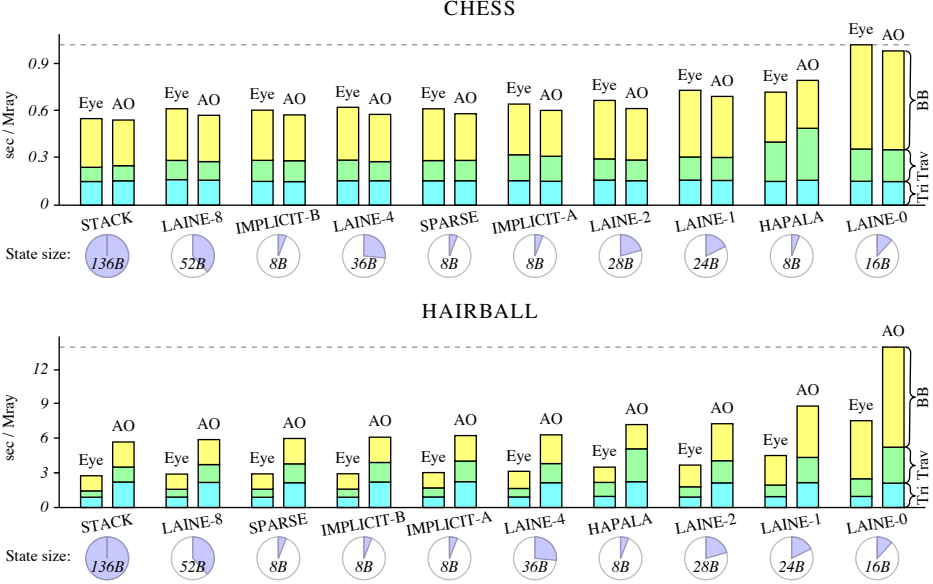 CHESS
sec / Mray
0.9
0.6
0.3
0
Eye AO
Eye AO
Eye AO
Eye AO
Eye AO
Eye AO
Eye AO
Eye AO
Eye AO
Eye AO
BB
Trav
Tri
STACK LAINE-8 IMPLICIT-B LAINE-4 SPARSE IMPLICIT-A LAINE-2 LAINE-1 HAPALA LAINE-0
State size: 136B 52B 8B 36B 8B 8B 28B 24B 8B 16B
HAIRBALL
sec / Mray
12
9
6
3
0
Eye AO
Eye AO
Eye AO
Eye AO
Eye AO
Eye AO
Eye AO
Eye AO
Eye AO
Eye AO
BB
Trav
Tri
STACK LAINE-8 SPARSE IMPLICIT-B IMPLICIT-A LAINE-4 HAPALA LAINE-2 LAINE-1 LAINE-0
State size: 136B 52B 8B 8B 8B 36B 8B 28B 24B 16B